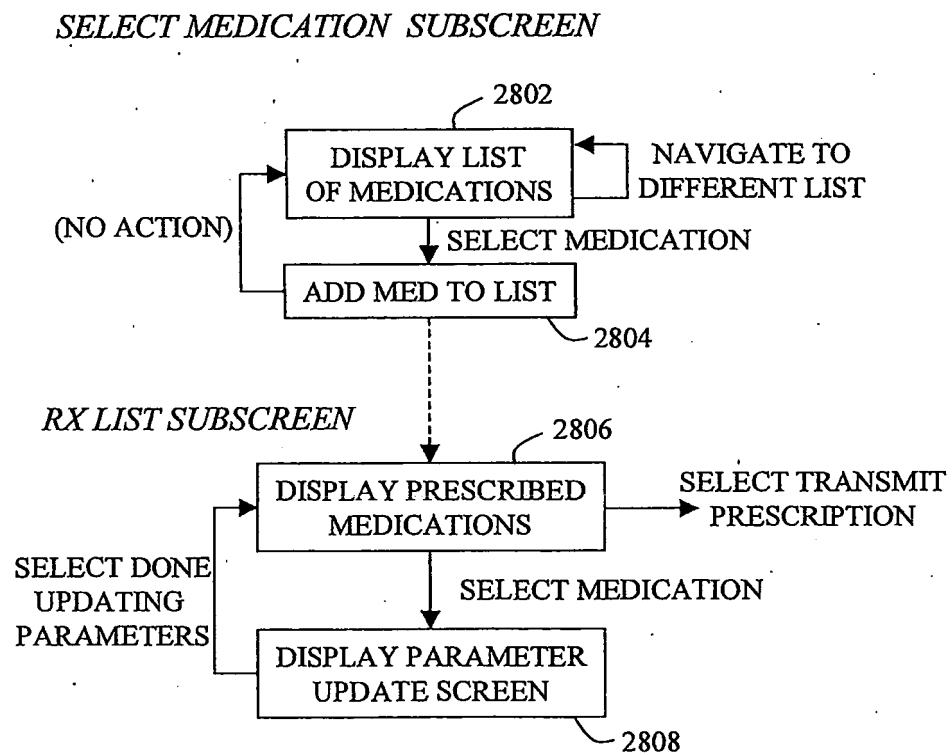 SELECT MEDICATION SUBSCREEN
2802
DISPLAY LIST
OF MEDICATIONS
NAVIGATE TO
DIFFERENT LIST
(NO ACTION)
SELECT MEDICATION
ADD MED TO LIST
2804
RX LIST SUBSCREEN
2806
DISPLAY PRESCRIBED
MEDICATIONS
SELECT TRANSMIT
PRESCRIPTION
SELECT DONE
UPDATING
PARAMETERS
SELECT MEDICATION
DISPLAY PARAMETER
UPDATE SCREEN
2808